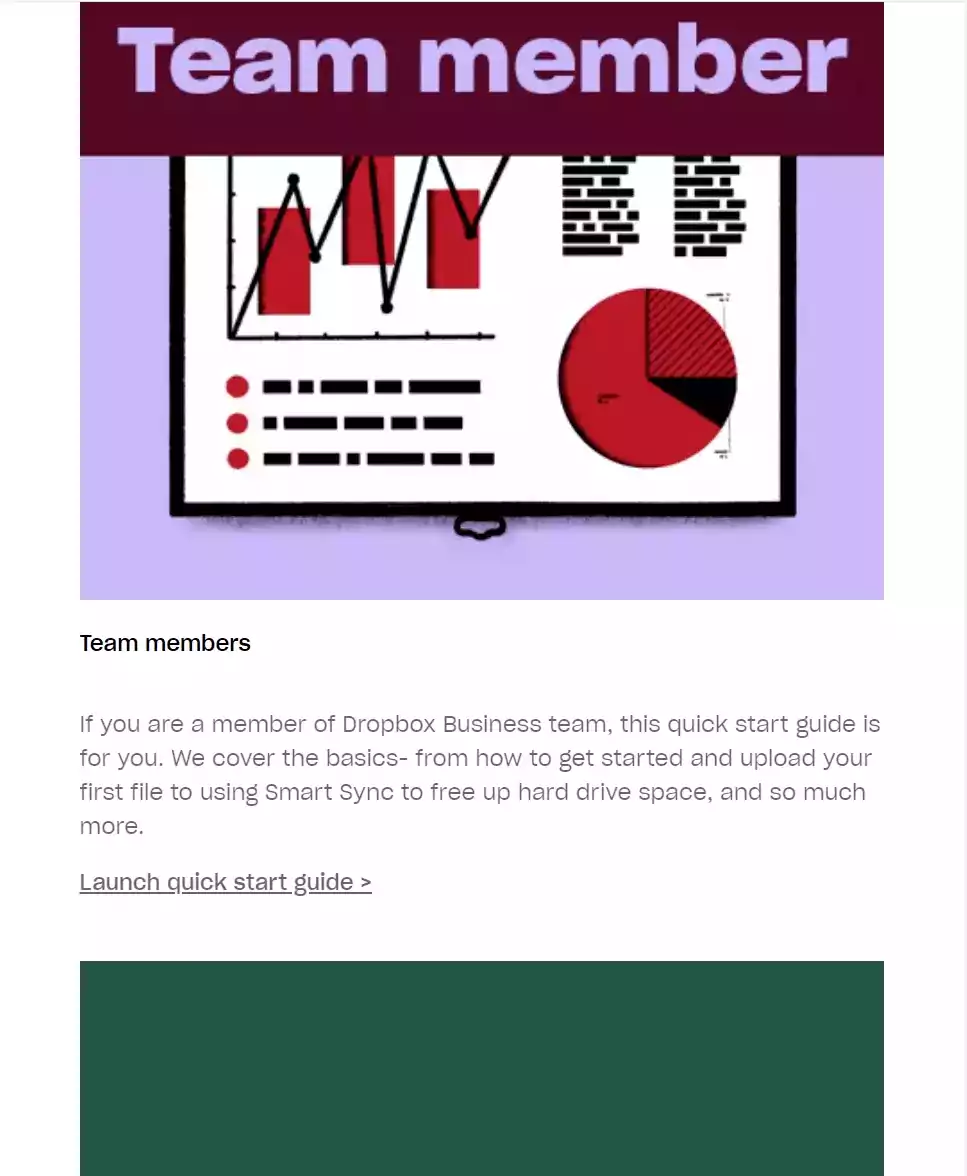 Team member
Team members
If you are a member of Dropbox Business team, this quick start guide is
for you. We cover the basics- from how to get started and upload your
first file to using Smart Sync to free up hard drive space, and so much
more.
Launch quick start guide >